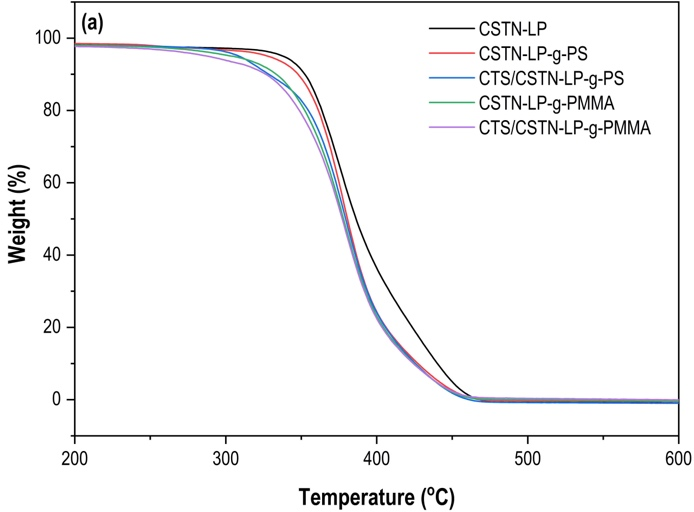 (a)
CSTN-LP
CSTN-LP-g-PS
CTS/CSTN-LP-g-PS
CSTN-LP-g-PMMA
CTS/CSTN-LP-g-PMMA
Weight (%)
100
80
60
40
20
0
200 300 400 500 600
Temperature (°C)